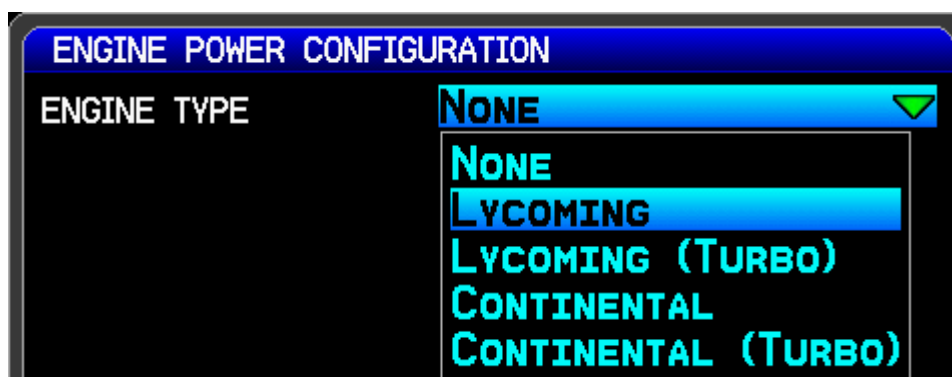 ENGINE POWER CONFIGURATION
ENGINE TYPE None
None
Lycoming
Lycoming (Turbo)
Continental
Continental (Turbo)